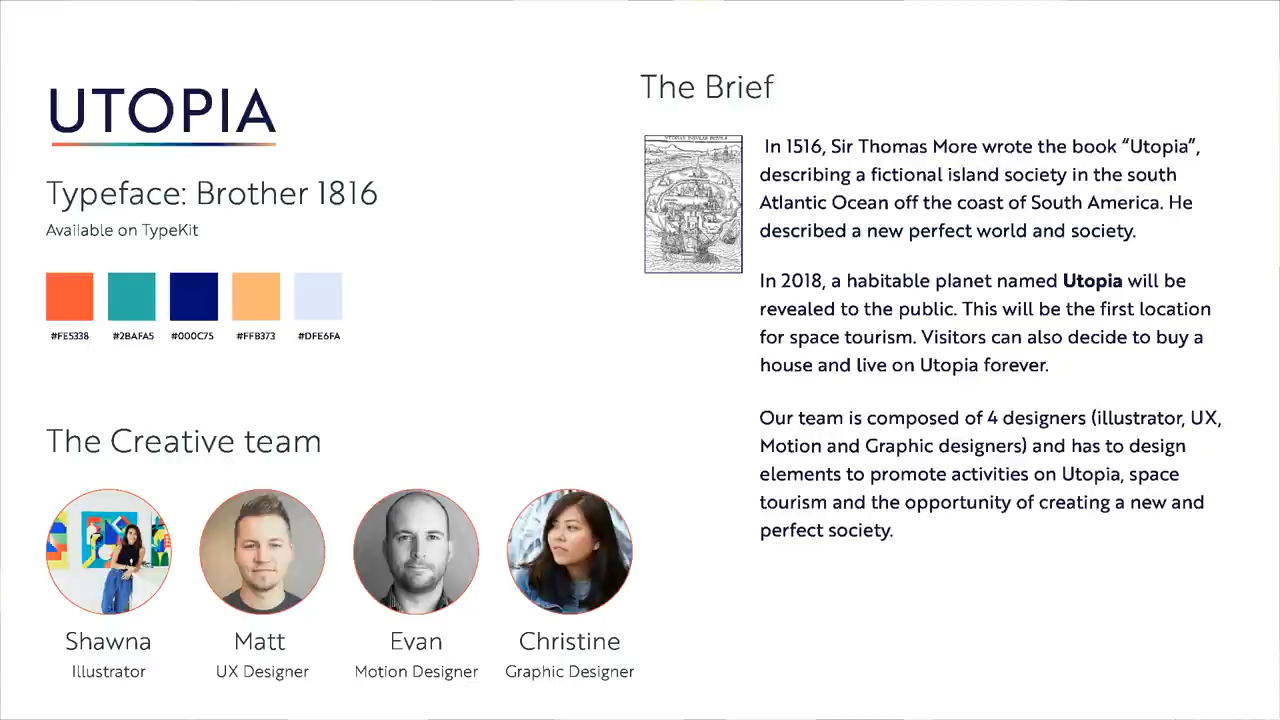 UTOPIA
Typeface: Brother 1816
Available on TypeKit
#FE5338 #2BAFA5 #000C75 #FFB373 #DFE6FA
The Creative team
Shawna
Illustrator
Matt
UX Designer
Evan
Motion Designer
Christine
Graphic Designer
The Brief
In 1516, Sir Thomas More wrote the book “Utopia”,
describing a fictional island society in the south
Atlantic Ocean off the coast of South America. He
described a new perfect world and society.
In 2018, a habitable planet named Utopia will be
revealed to the public. This will be the first location
for space tourism. Visitors can also decide to buy a
house and live on Utopia forever.
Our team is composed of 4 designers (illustrator, UX,
Motion and Graphic designers) and has to design
elements to promote activities on Utopia, space
tourism and the opportunity of creating a new and
perfect society.